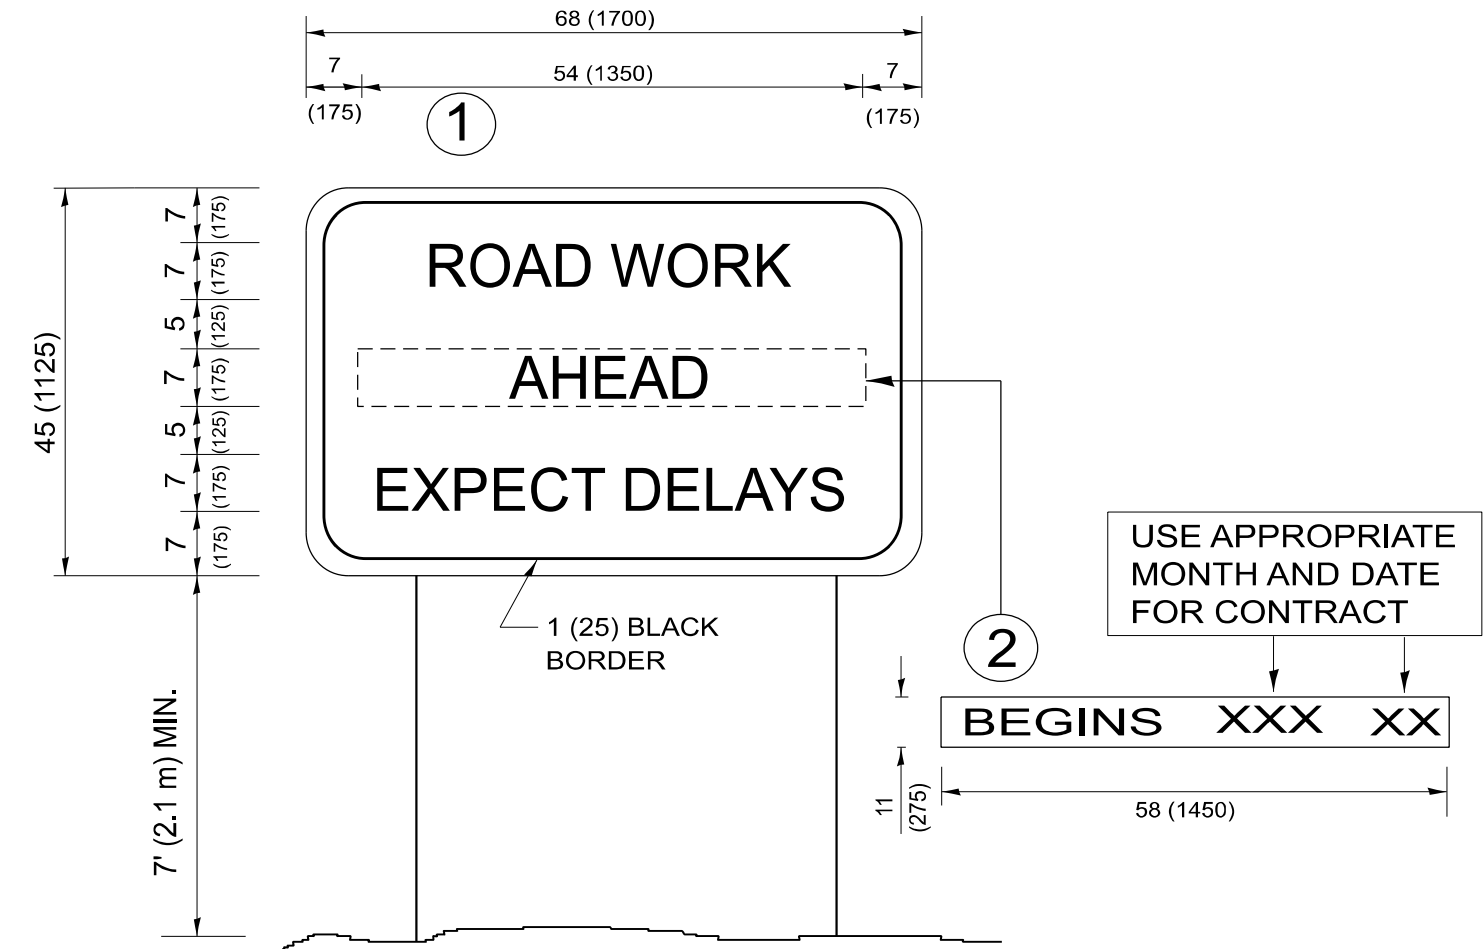 68 (1700)
7
54 (1350)
7
(175)
(175)
1
45 (1125)
7 (175)
7 (175)
5 (125)
7 (175)
5 (125)
7 (175)
7 (175)
ROAD WORK
AHEAD
EXPECT DELAYS
1 (25) BLACK
BORDER
7' (2.1 m) MIN.
USE APPROPRIATE
MONTH AND DATE
FOR CONTRACT
2
BEGINS XXX XX
11
(275)
58 (1450)